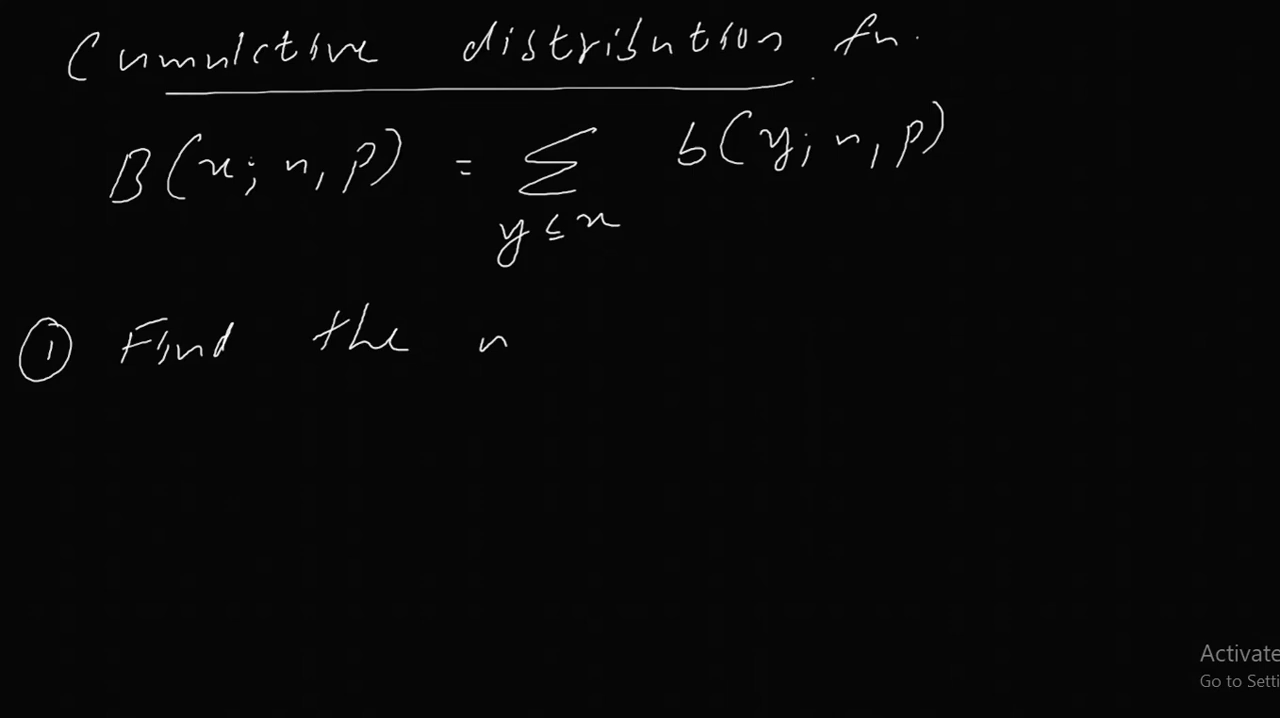 Cumulative distribution fn.
B(x; n, p) = Σ b(y; n, p)
y ≤ x
① Find the n
Activate
Go to Setti